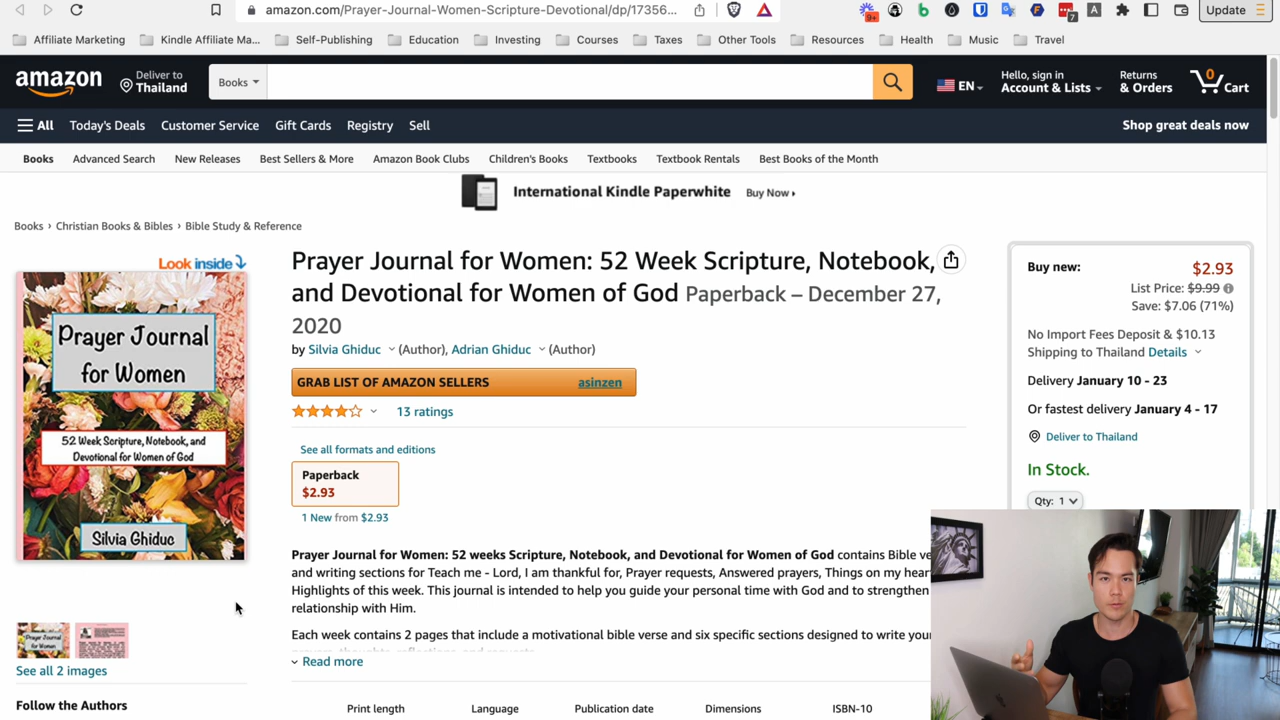 amazon.com/Prayer-Journal-Women-Scripture-Devotional/dp/17356...
9+
7
A
Update
Affiliate Marketing
Kindle Affiliate Ma...
Self-Publishing
Education
Investing
Courses
Taxes
Other Tools
Resources
Health
Music
Travel
amazon
Deliver to
Thailand
Books
EN
Hello, sign in
Account & Lists
Returns
& Orders
0
Cart
All
Today's Deals
Customer Service
Gift Cards
Registry
Sell
Shop great deals now
Books
Advanced Search
New Releases
Best Sellers & More
Amazon Book Clubs
Children's Books
Textbooks
Textbook Rentals
Best Books of the Month
International Kindle Paperwhite
Buy Now
Books › Christian Books & Bibles › Bible Study & Reference
Look inside
Prayer Journal
for Women
52 Week Scripture, Notebook, and
Devotional for Women of God
Silvia Ghiduc
See all 2 images
Follow the Authors
Prayer Journal for Women: 52 Week Scripture, Notebook,
and Devotional for Women of God Paperback – December 27,
2020
by Silvia Ghiduc (Author), Adrian Ghiduc (Author)
GRAB LIST OF AMAZON SELLERS
asinzen
13 ratings
See all formats and editions
Paperback
$2.93
1 New from $2.93
Prayer Journal for Women: 52 weeks Scripture, Notebook, and Devotional for Women of God contains Bible ve
and writing sections for Teach me - Lord, I am thankful for, Prayer requests, Answered prayers, Things on my hear
Highlights of this week. This journal is intended to help you guide your personal time with God and to strengthen
relationship with Him.
Each week contains 2 pages that include a motivational bible verse and six specific sections designed to write your
Read more
Print length
Language
Publication date
Dimensions
ISBN-10
Buy new:
$2.93
List Price: $9.99
Save: $7.06 (71%)
No Import Fees Deposit & $10.13
Shipping to Thailand Details
Delivery January 10 - 23
Or fastest delivery January 4 - 17
Deliver to Thailand
In Stock.
Qty: 1